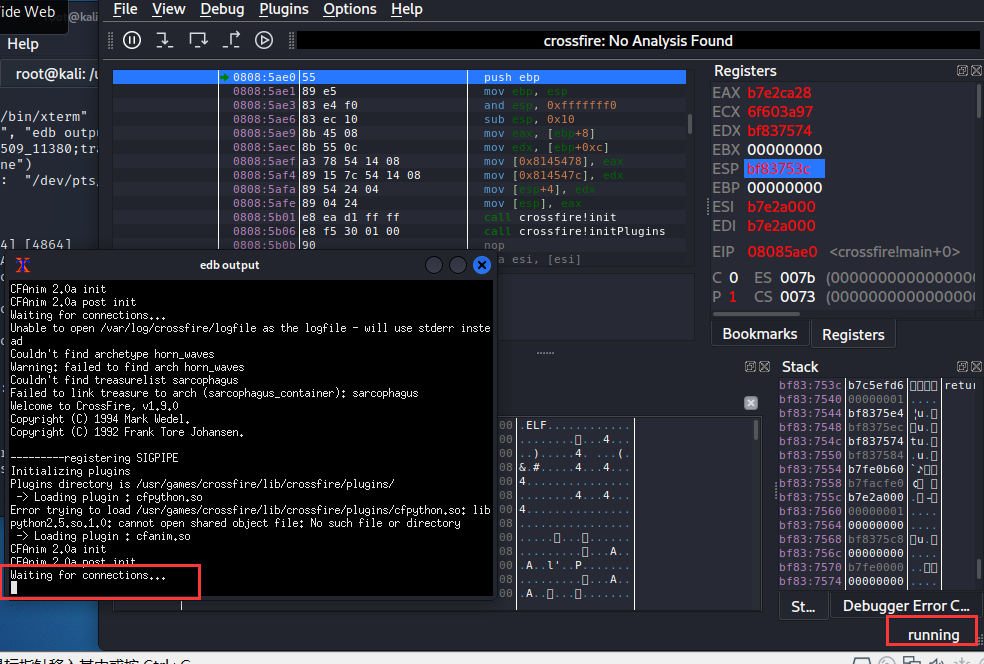 ide Web
root@kali
Help
root@kali: /u
/bin/xterm"
", "edb outpu
509_11380;tra
ne")
: "/dev/pts,
4] [4864]
File View Debug Plugins Options Help
crossfire: No Analysis Found
0808:5ae0 55 push ebp
0808:5ae1 89 e5 mov ebp, esp
0808:5ae3 83 e4 f0 and esp, 0xfffffff0
0808:5ae6 83 ec 10 sub esp, 0x10
0808:5ae9 8b 45 08 mov eax, [ebp+8]
0808:5aec 8b 55 0c mov edx, [ebp+0xc]
0808:5aef a3 78 54 14 08 mov [0x8145478], eax
0808:5af4 89 15 7c 54 14 08 mov [0x814547c], edx
0808:5afa 89 54 24 04 mov [esp+4], edx
0808:5afe 89 04 24 mov [esp], eax
0808:5b01 e8 ea d1 ff ff call crossfire!init
0808:5b06 e8 f5 30 01 00 call crossfire!initPlugins
0808:5b0b 90 nop
a esi, [esi]
Registers
EAX b7e2ca28
ECX 6f603a97
EDX bf837574
EBX 00000000
ESP bf83753c
EBP 00000000
ESI b7e2a000
EDI b7e2a000
EIP 08085ae0 <crossfire!main+0>
C 0 ES 007b (0000000000000000
P 1 CS 0073 (0000000000000000
Bookmarks Registers
edb output
CFAnim 2.0a init
CFAnim 2.0a post init
Waiting for connections...
Unable to open /var/log/crossfire/logfile as the logfile - will use stderr inste
ad
Couldn't find archetype horn_waves
Warning: failed to find arch horn_waves
Couldn't find treasurelist sarcophagus
Failed to link treasure to arch (sarcophagus_container): sarcophagus
Welcome to CrossFire, v1.9.0
Copyright (C) 1994 Mark Wedel.
Copyright (C) 1992 Frank Tore Johansen.
---------registering SIGPIPE
Initializing plugins
Plugins directory is /usr/games/crossfire/lib/crossfire/plugins/
-> Loading plugin : cfpython.so
Error trying to load /usr/games/crossfire/lib/crossfire/plugins/cfpython.so: lib
python2.5.so.1.0: cannot open shared object file: No such file or directory
-> Loading plugin : cfanim.so
CFAnim 2.0a init
CFAnim 2.0a post init
Waiting for connections...
00 .ELF............
Stack
bf83:753c b7c5efd6 retur
bf83:7540 00000001 ....
bf83:7544 bf8375e4 .u.
bf83:7548 bf8375ec .u.
bf83:754c bf837574 tu.
bf83:7550 bf837584 .u.
bf83:7554 b7fe0b60
bf83:7558 b7facfe0
bf83:755c b7e2a000
bf83:7560 00000001 ....
bf83:7564 00000000 ....
bf83:7568 bf8375c8 .u.
bf83:756c 00000000 ....
bf83:7570 b7fe0000
bf83:7574 00000000 ....
St... Debugger Error C...
running